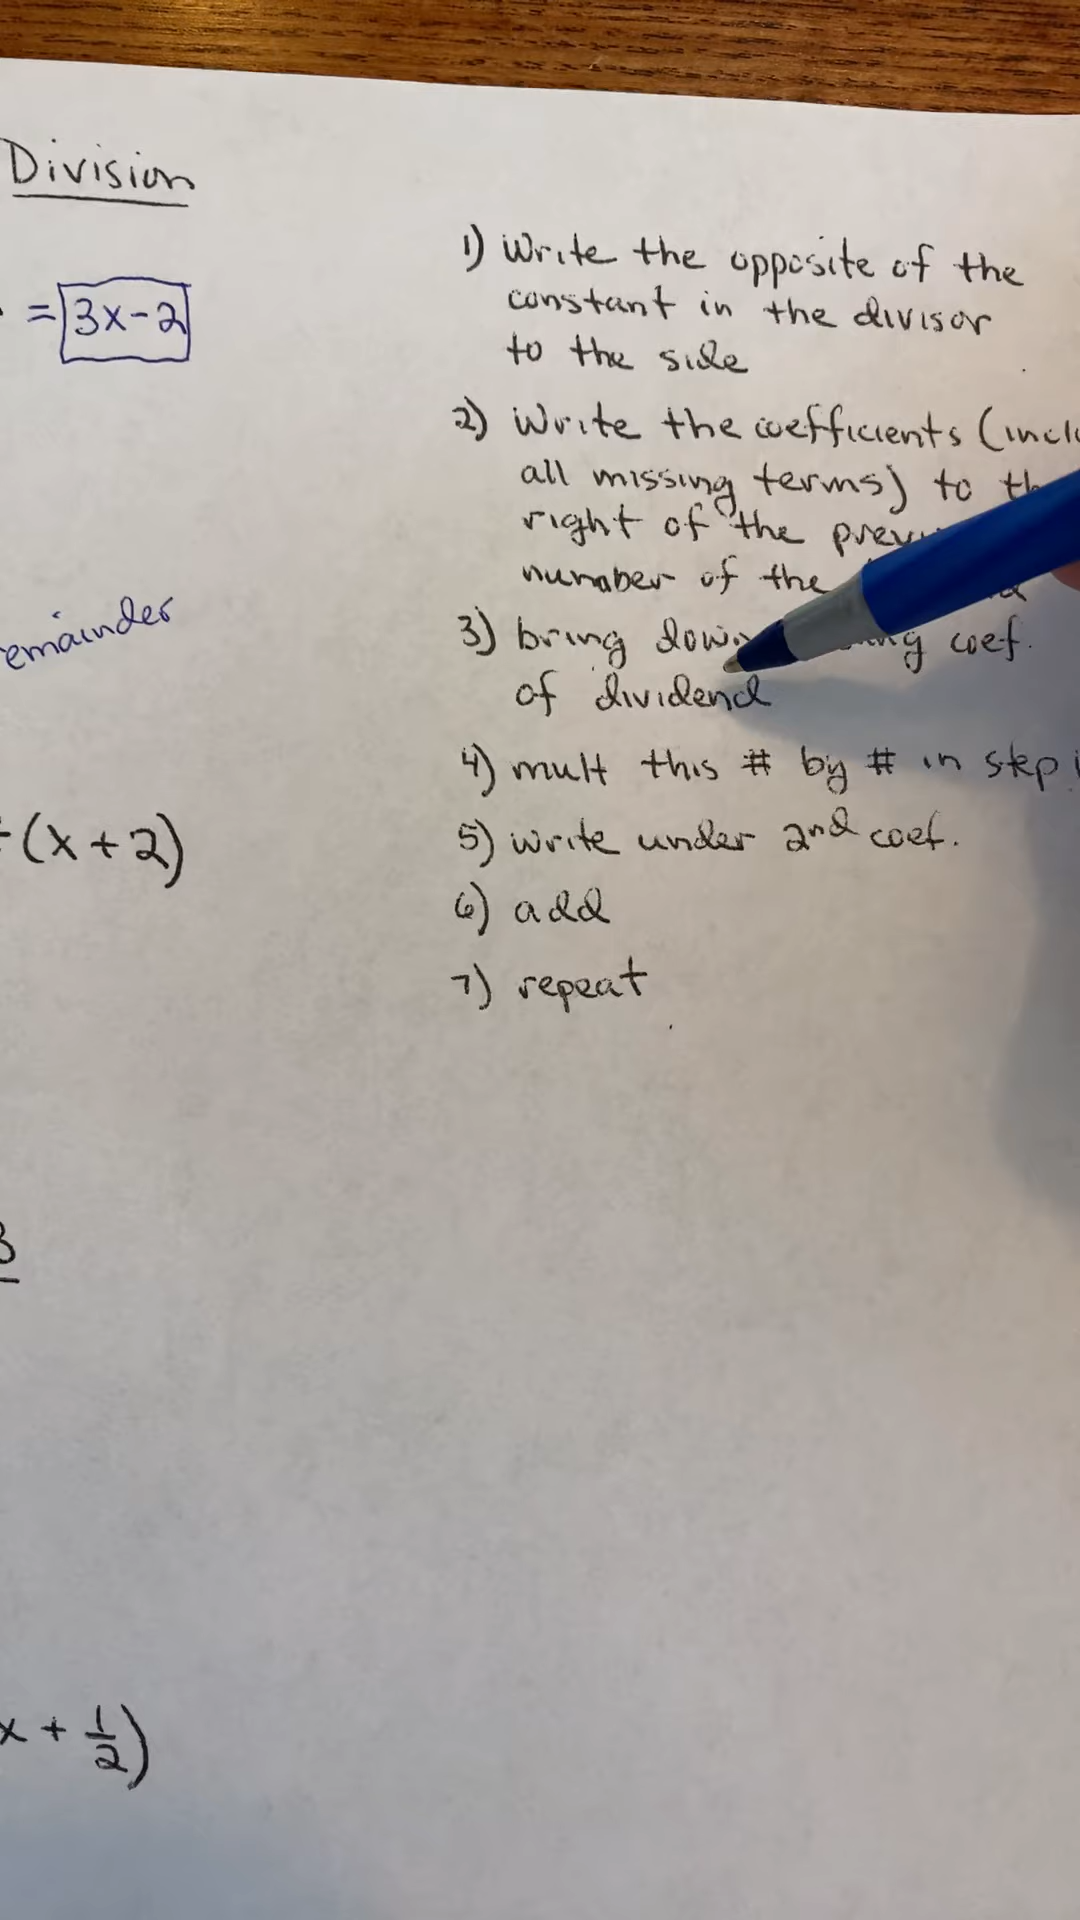 Division
= 3x-2
1) Write the opposite of the
constant in the divisor
to the side
2) Write the coefficients (incl
all missing terms) to th
right of the prev
number of the
emainder
3) bring down coef.
of dividend
4) mult this # by # in step 1
5) write under 2nd coef.
÷(x+2)
6) add
7) repeat
3
x + 1/2)